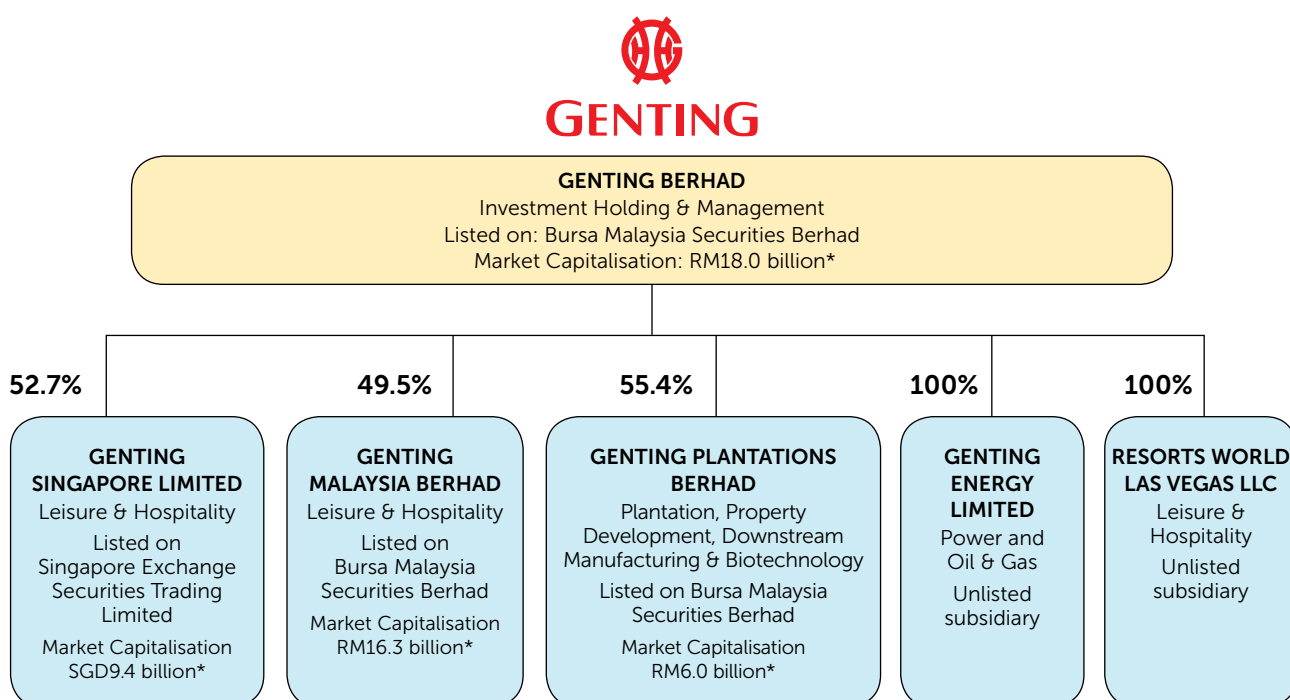 GENTING
GENTING BERHAD
Investment Holding & Management
Listed on: Bursa Malaysia Securities Berhad
Market Capitalisation: RM18.0 billion*
52.7%
49.5%
55.4%
100%
100%
GENTING
SINGAPORE LIMITED
Leisure & Hospitality
Listed on
Singapore Exchange
Securities Trading
Limited
Market Capitalisation
SGD9.4 billion*
GENTING
MALAYSIA BERHAD
Leisure & Hospitality
Listed on
Bursa Malaysia
Securities Berhad
Market Capitalisation
RM16.3 billion*
GENTING PLANTATIONS
BERHAD
Plantation, Property
Development, Downstream
Manufacturing & Biotechnology
Listed on Bursa Malaysia
Securities Berhad
Market Capitalisation
RM6.0 billion*
GENTING
ENERGY
LIMITED
Power and
Oil & Gas
Unlisted
subsidiary
RESORTS WORLD
LAS VEGAS LLC
Leisure &
Hospitality
Unlisted
subsidiary